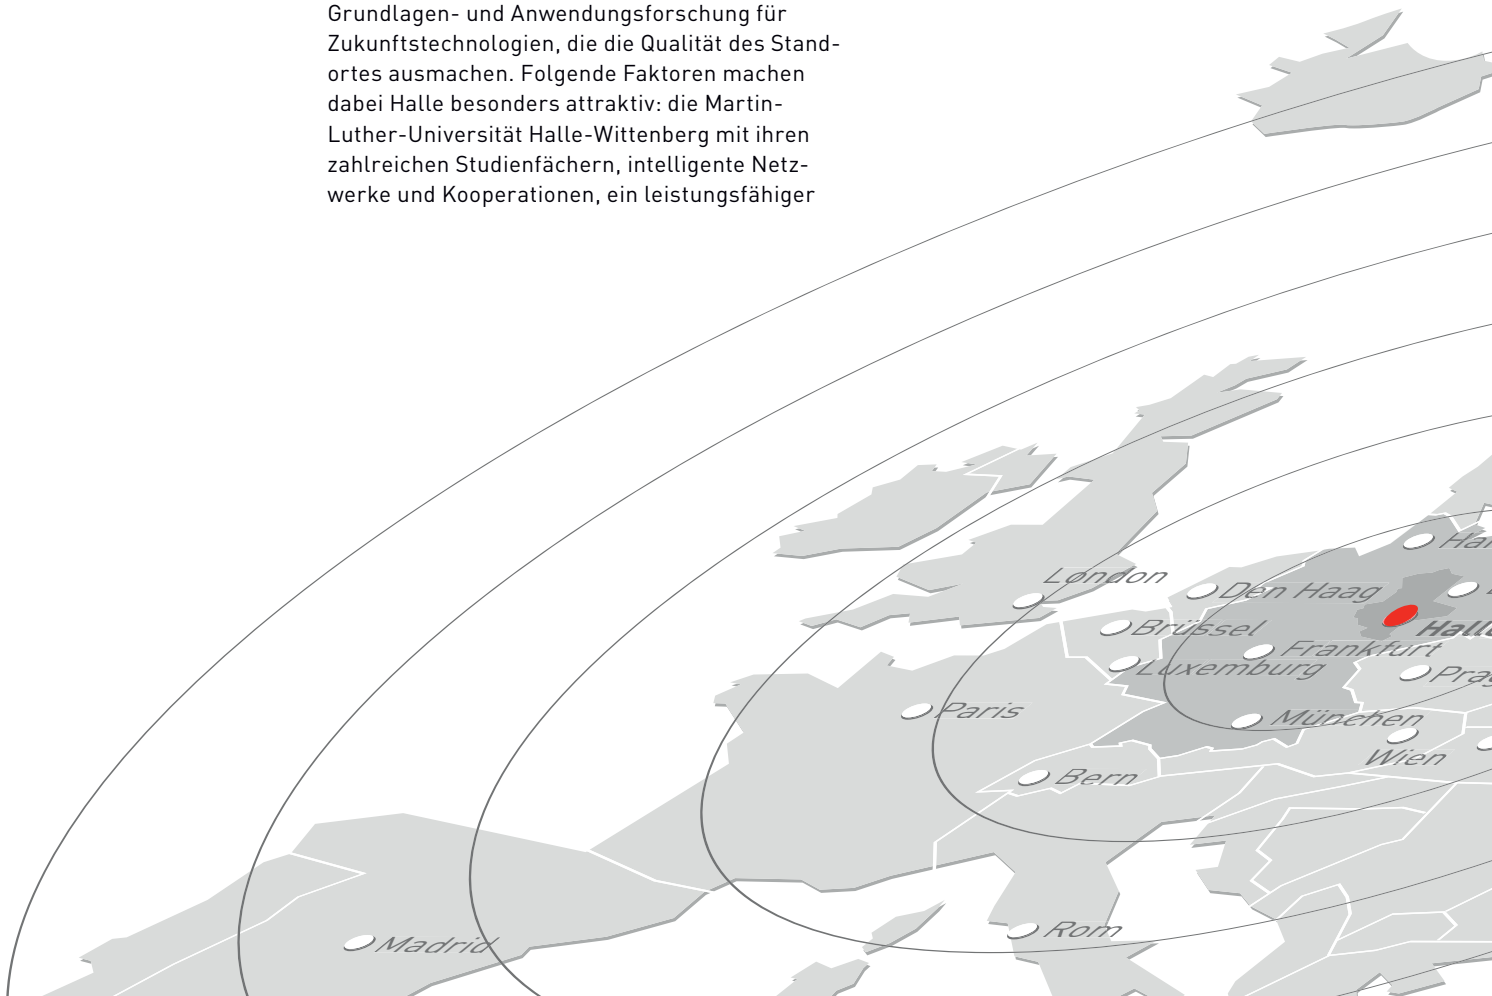 Grundlagen- und Anwendungsforschung für
Zukunftstechnologien, die die Qualität des Stand-
ortes ausmachen. Folgende Faktoren machen
dabei Halle besonders attraktiv: die Martin-
Luther-Universität Halle-Wittenberg mit ihren
zahlreichen Studienfächern, intelligente Netz-
werke und Kooperationen, ein leistungsfähiger
London
Den Haag
Brüssel
Halle
Frankfurt
Luxemburg
Paris
München
Wien
Bern
Rom
Madrid